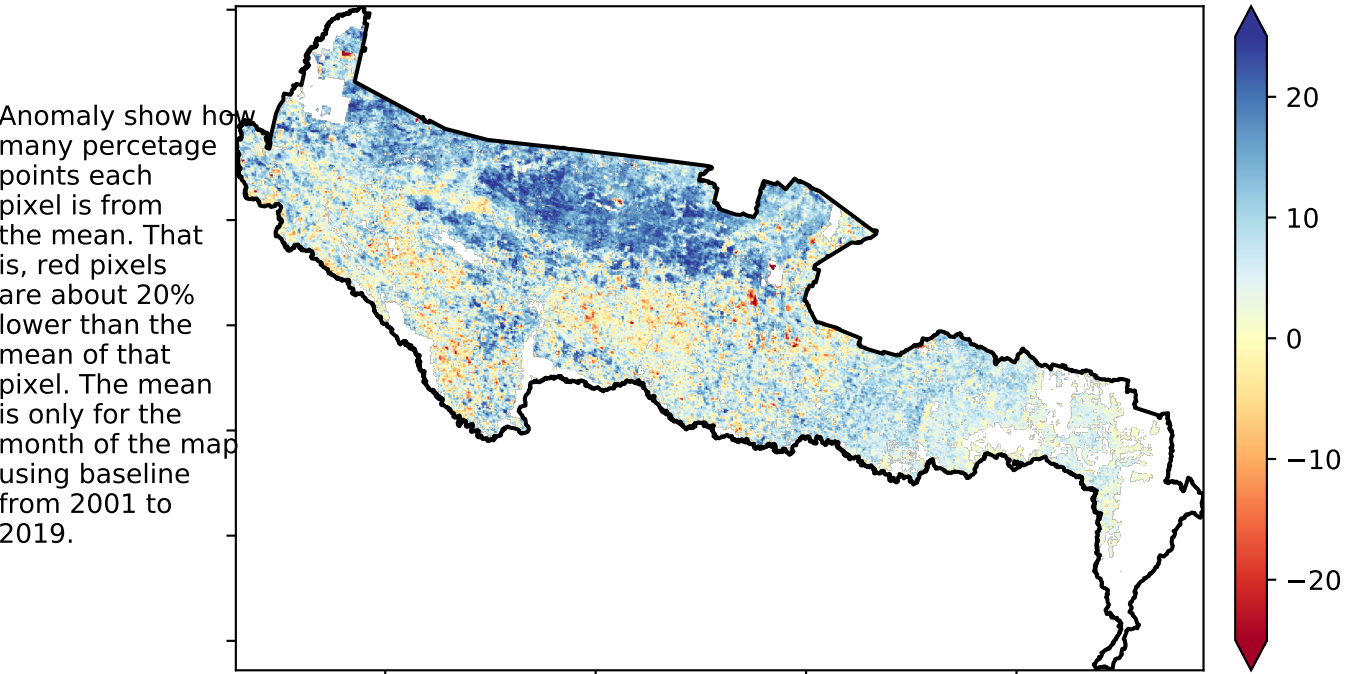 Anomaly show how
many percetage
points each
pixel is from
the mean. That
is, red pixels
are about 20%
lower than the
mean of that
pixel. The mean
is only for the
month of the map
using baseline
from 2001 to
2019.
20
10
0
−10
−20